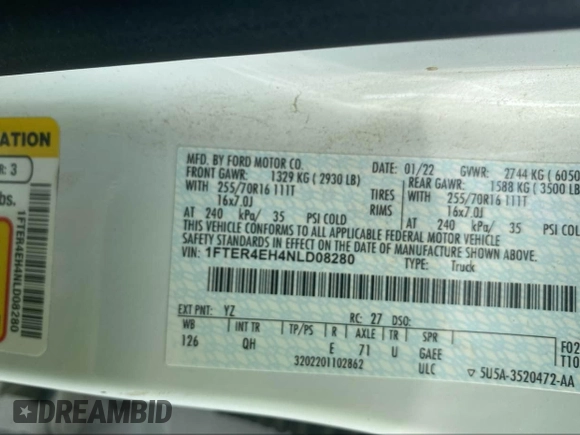 ATION
R: 3
lbs.
1FTER4EH4NLD08280
MFD. BY FORD MOTOR CO.
DATE: 01/22 GVWR: 2744 KG ( 6050
FRONT GAWR: 1329 KG ( 2930 LB)
REAR GAWR: 1588 KG ( 3500 LB
WITH 255/70R16 111T TIRES WITH 255/70R16 111T
16x7.0J RIMS 16x7.0J
AT 240 kPa/ 35 PSI COLD AT 240 kPa/ 35 PSI COLD
THIS VEHICLE CONFORMS TO ALL APPLICABLE FEDERAL MOTOR VEHICLE
SAFETY STANDARDS IN EFFECT ON THE DATE OF MANUFACTURE SHOWN ABOVE.
VIN: 1FTER4EH4NLD08280
TYPE: Truck
EXT PNT: YZ RC: 27 DSO:
WB INT TR TP/PS R AXLE TR SPR
126 QH E 71 U GAEE
3202201102862 ULC
F02
T10
▽ 5U5A-3520472-AA
DREAMBID
DREAMBID.COM